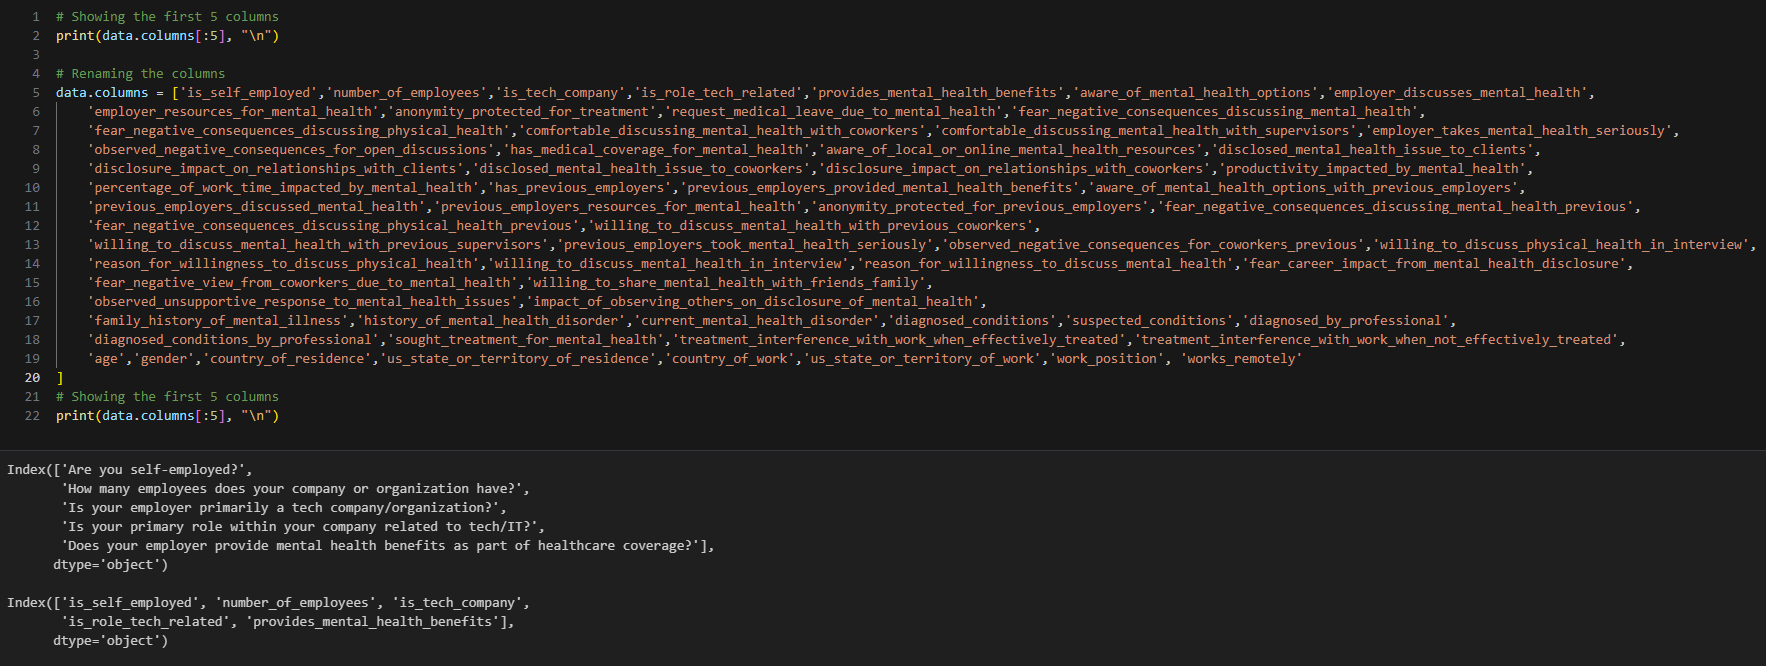 1 # Showing the first 5 columns
2 print(data.columns[:5], "\n")
3
4 # Renaming the columns
5 data.columns = ['is_self_employed','number_of_employees','is_tech_company','is_role_tech_related','provides_mental_health_benefits','aware_of_mental_health_options','employer_discusses_mental_health',
6 'employer_resources_for_mental_health','anonymity_protected_for_treatment','request_medical_leave_due_to_mental_health','fear_negative_consequences_discussing_mental_health',
7 'fear_negative_consequences_discussing_physical_health','comfortable_discussing_mental_health_with_coworkers','comfortable_discussing_mental_health_with_supervisors','employer_takes_mental_health_seriously',
8 'observed_negative_consequences_for_open_discussions','has_medical_coverage_for_mental_health','aware_of_local_or_online_mental_health_resources','disclosed_mental_health_issue_to_clients',
9 'disclosure_impact_on_relationships_with_clients','disclosed_mental_health_issue_to_coworkers','disclosure_impact_on_relationships_with_coworkers','productivity_impacted_by_mental_health',
10 'percentage_of_work_time_impacted_by_mental_health','has_previous_employers','previous_employers_provided_mental_health_benefits','aware_of_mental_health_options_with_previous_employers',
11 'previous_employers_discussed_mental_health','previous_employers_resources_for_mental_health','anonymity_protected_for_previous_employers','fear_negative_consequences_discussing_mental_health_previous',
12 'fear_negative_consequences_discussing_physical_health_previous','willing_to_discuss_mental_health_with_previous_coworkers',
13 'willing_to_discuss_mental_health_with_previous_supervisors','previous_employers_took_mental_health_seriously','observed_negative_consequences_for_coworkers_previous','willing_to_discuss_physical_health_in_interview',
14 'reason_for_willingness_to_discuss_physical_health','willing_to_discuss_mental_health_in_interview','reason_for_willingness_to_discuss_mental_health','fear_career_impact_from_mental_health_disclosure',
15 'fear_negative_view_from_coworkers_due_to_mental_health','willing_to_share_mental_health_with_friends_family',
16 'observed_unsupportive_response_to_mental_health_issues','impact_of_observing_others_on_disclosure_of_mental_health',
17 'family_history_of_mental_illness','history_of_mental_health_disorder','current_mental_health_disorder','diagnosed_conditions','suspected_conditions','diagnosed_by_professional',
18 'diagnosed_conditions_by_professional','sought_treatment_for_mental_health','treatment_interference_with_work_when_effectively_treated','treatment_interference_with_work_when_not_effectively_treated',
19 'age','gender','country_of_residence','us_state_or_territory_of_residence','country_of_work','us_state_or_territory_of_work','work_position', 'works_remotely'
20 ]
21 # Showing the first 5 columns
22 print(data.columns[:5], "\n")
Index(['Are you self-employed?',
'How many employees does your company or organization have?',
'Is your employer primarily a tech company/organization?',
'Is your primary role within your company related to tech/IT?',
'Does your employer provide mental health benefits as part of healthcare coverage?'],
dtype='object')
Index(['is_self_employed', 'number_of_employees', 'is_tech_company',
'is_role_tech_related', 'provides_mental_health_benefits'],
dtype='object')